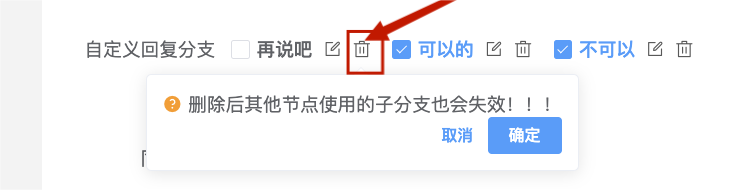 自定义回复分支 再说吧 可以的 不可以
删除后其他节点使用的子分支也会失效！！！
取消 确定